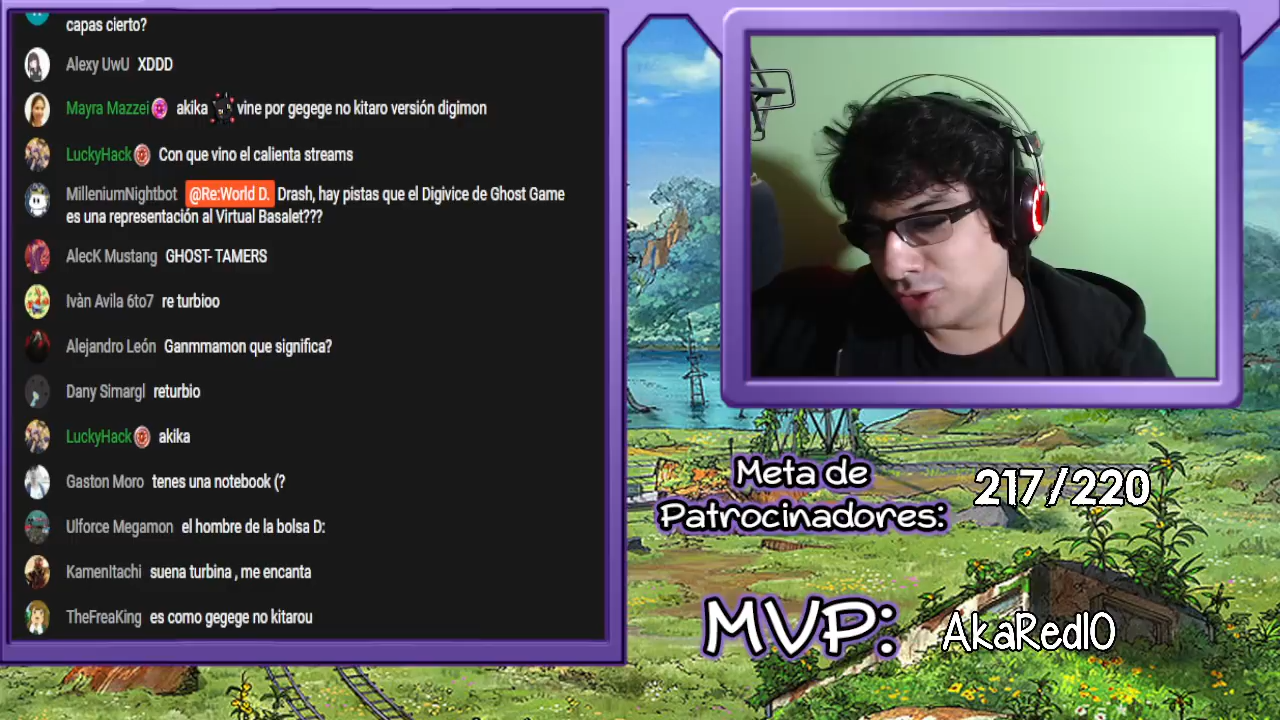 capas cierto?
Alexy UwU XDDD
Mayra Mazzei akika vine por gegege no kitaro versión digimon
LuckyHack Con que vino el calienta streams
MilleniumNightbot @Re:World D. Drash, hay pistas que el Digivice de Ghost Game
es una representación al Virtual Basalet???
AlecK Mustang GHOST- TAMERS
Ivàn Avila 6to7 re turbioo
Alejandro León Ganmmamon que significa?
Dany Simargl returbio
LuckyHack akika
Gaston Moro tenes una notebook (?
Ulforce Megamon el hombre de la bolsa D:
KamenItachi suena turbina , me encanta
TheFreaKing es como gegege no kitarou
Meta de
Patrocinadores:
217/220
MVP:
AkaRed10